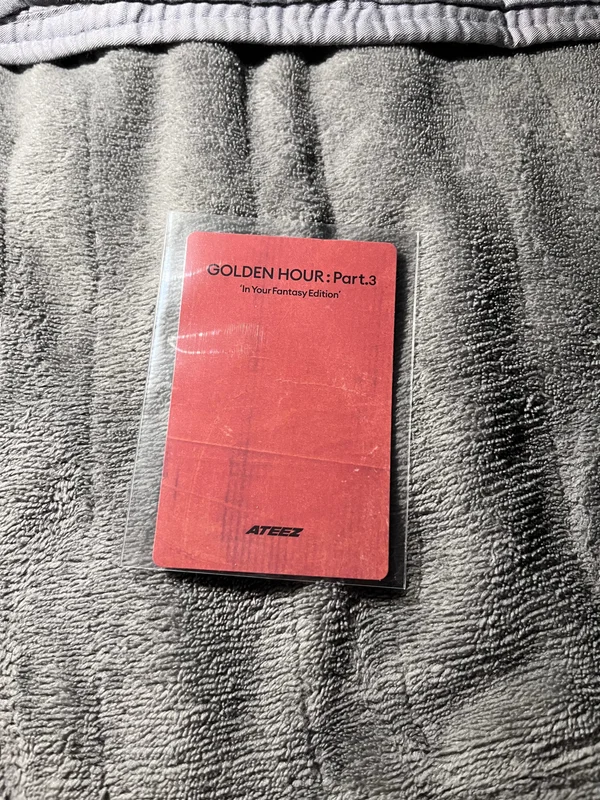 GOLDEN HOUR : Part.3
'In Your Fantasy Edition'
ATEEZ